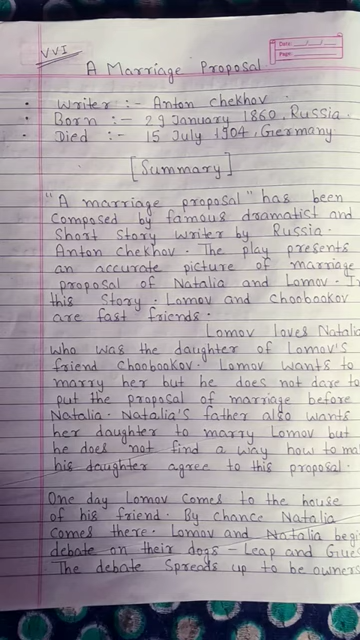 VVI
Date: / /
Page:
A Marriage Proposal
• Writer :- Anton chekhov .
• Born :- 29 January 1860, Russia.
• Died :- 15 July 1904, Germany
[Summary]
"A marriage proposal" has been
Composed by famous dramatist and
Short Story writer by Russia.
Anton chekhov. The play presents
an accurate picture of marriage
proposal of Natalia and Lomov. In
this Story. Lomov and choobookov
are fast friends.
Lomov loves Natalia
who was the daughter of Lomov's
friend choobookov. Lomov wants to
marry her but he does not dare to
put the proposal of marriage before
Natalia. Natalia's father also wants
her daughter to marry Lomov but
he does not find a way how to ma
his daughter agree to this proposal.
One day Lomov comes to the house
of his friend. By chance Natalia
comes there. Lomov and Natalia begi
debate on their dogs - Leap and Gues
The debate Spreads up to be owners